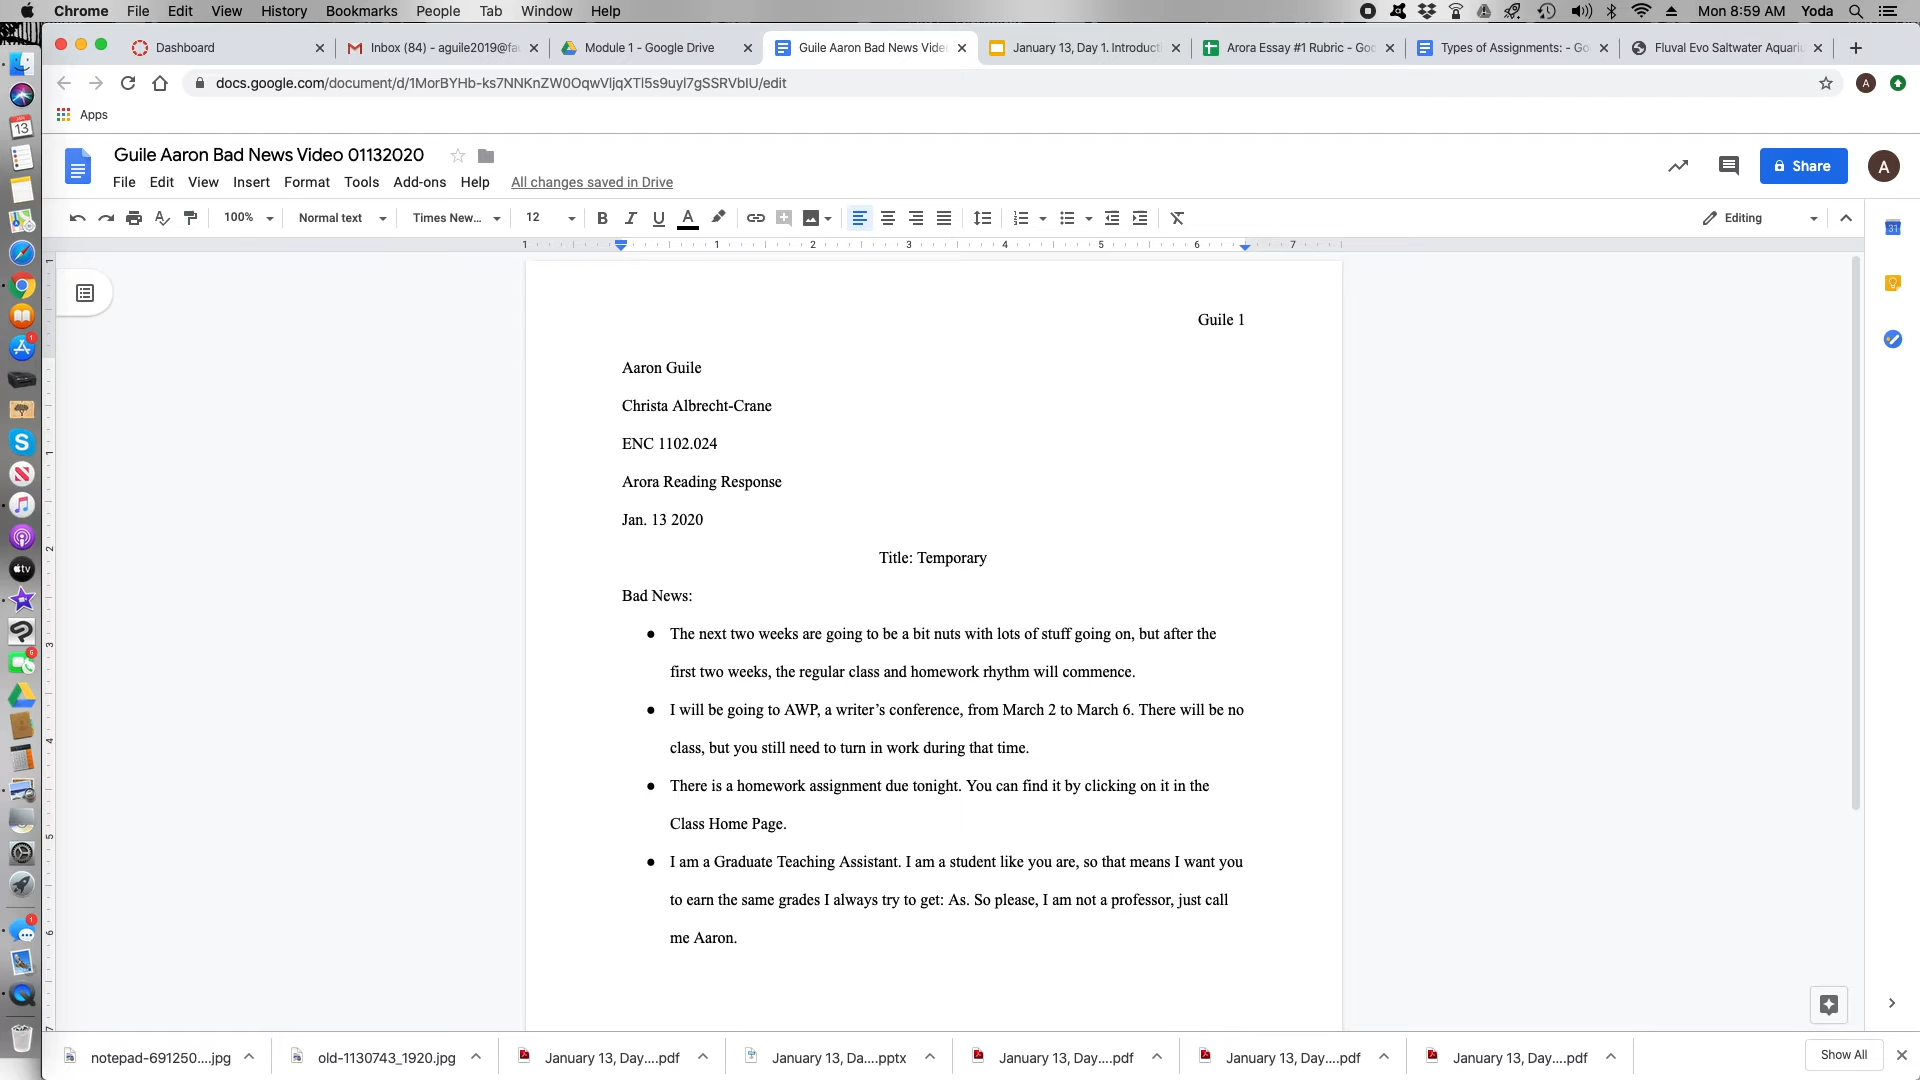 Chrome File Edit View History Bookmarks People Tab Window Help Mon 8:59 AM Yoda
Dashboard Inbox (84) - aguile2019@fau Module 1 - Google Drive Guile Aaron Bad News Vide January 13, Day 1. Introducti Arora Essay #1 Rubric - Goo Types of Assignments: - Go Fluval Evo Saltwater Aquari
docs.google.com/document/d/1MorBYHb-ks7NNKnZW0OqwVljqXTl5s9uyl7gSSRVbIU/edit A
Apps
Guile Aaron Bad News Video 01132020
File Edit View Insert Format Tools Add-ons Help All changes saved in Drive Share A
100% Normal text Times New... 12 B I U A Editing
1 1 2 3 4 5 6 7
Guile 1
Aaron Guile
Christa Albrecht-Crane
ENC 1102.024
Arora Reading Response
Jan. 13 2020
Title: Temporary
Bad News:
● The next two weeks are going to be a bit nuts with lots of stuff going on, but after the
first two weeks, the regular class and homework rhythm will commence.
● I will be going to AWP, a writer’s conference, from March 2 to March 6. There will be no
class, but you still need to turn in work during that time.
● There is a homework assignment due tonight. You can find it by clicking on it in the
Class Home Page.
● I am a Graduate Teaching Assistant. I am a student like you are, so that means I want you
to earn the same grades I always try to get: As. So please, I am not a professor, just call
me Aaron.
notepad-691250....jpg old-1130743_1920.jpg January 13, Day....pdf January 13, Da....pptx January 13, Day....pdf January 13, Day....pdf January 13, Day....pdf Show All